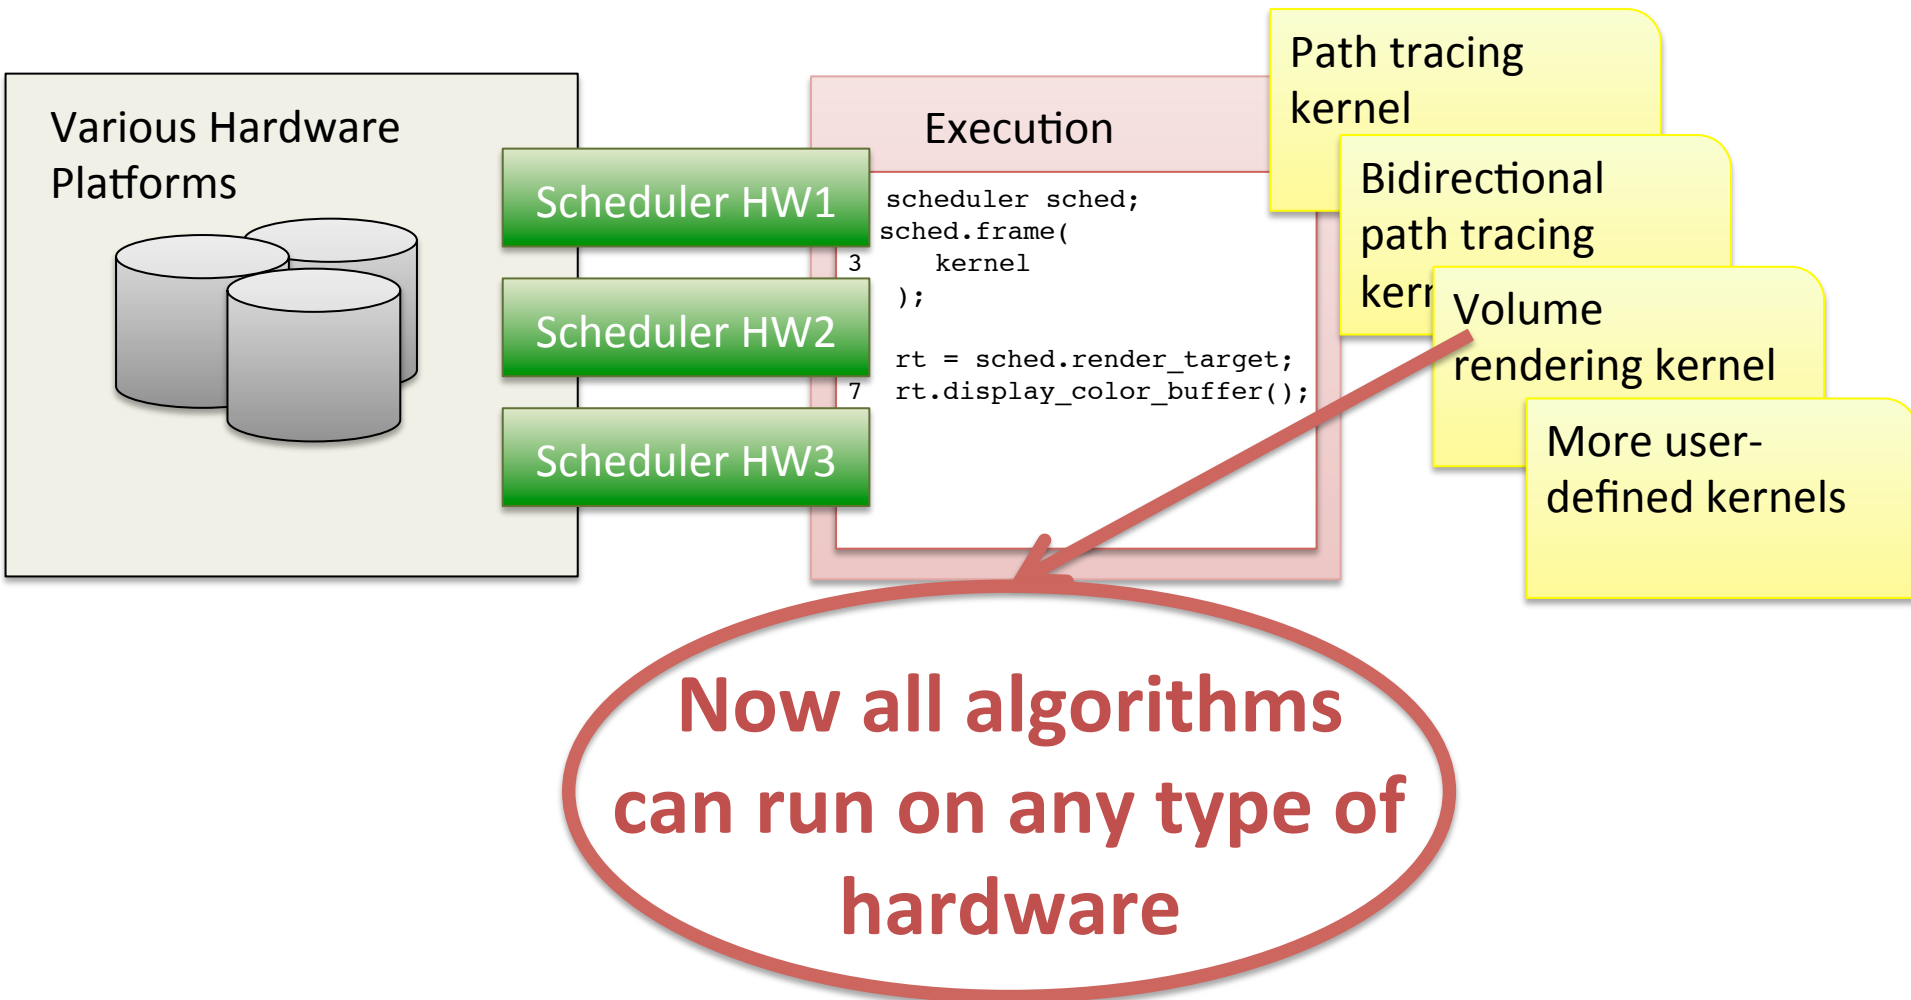 Various Hardware
Platforms
Scheduler HW1
Scheduler HW2
Scheduler HW3
Execution
scheduler sched;
sched.frame(
3 kernel
);
rt = sched.render_target;
7 rt.display_color_buffer();
Path tracing
kernel
Bidirectional
path tracing
Volume
rendering kernel
More user-
defined kernels
Now all algorithms
can run on any type of
hardware